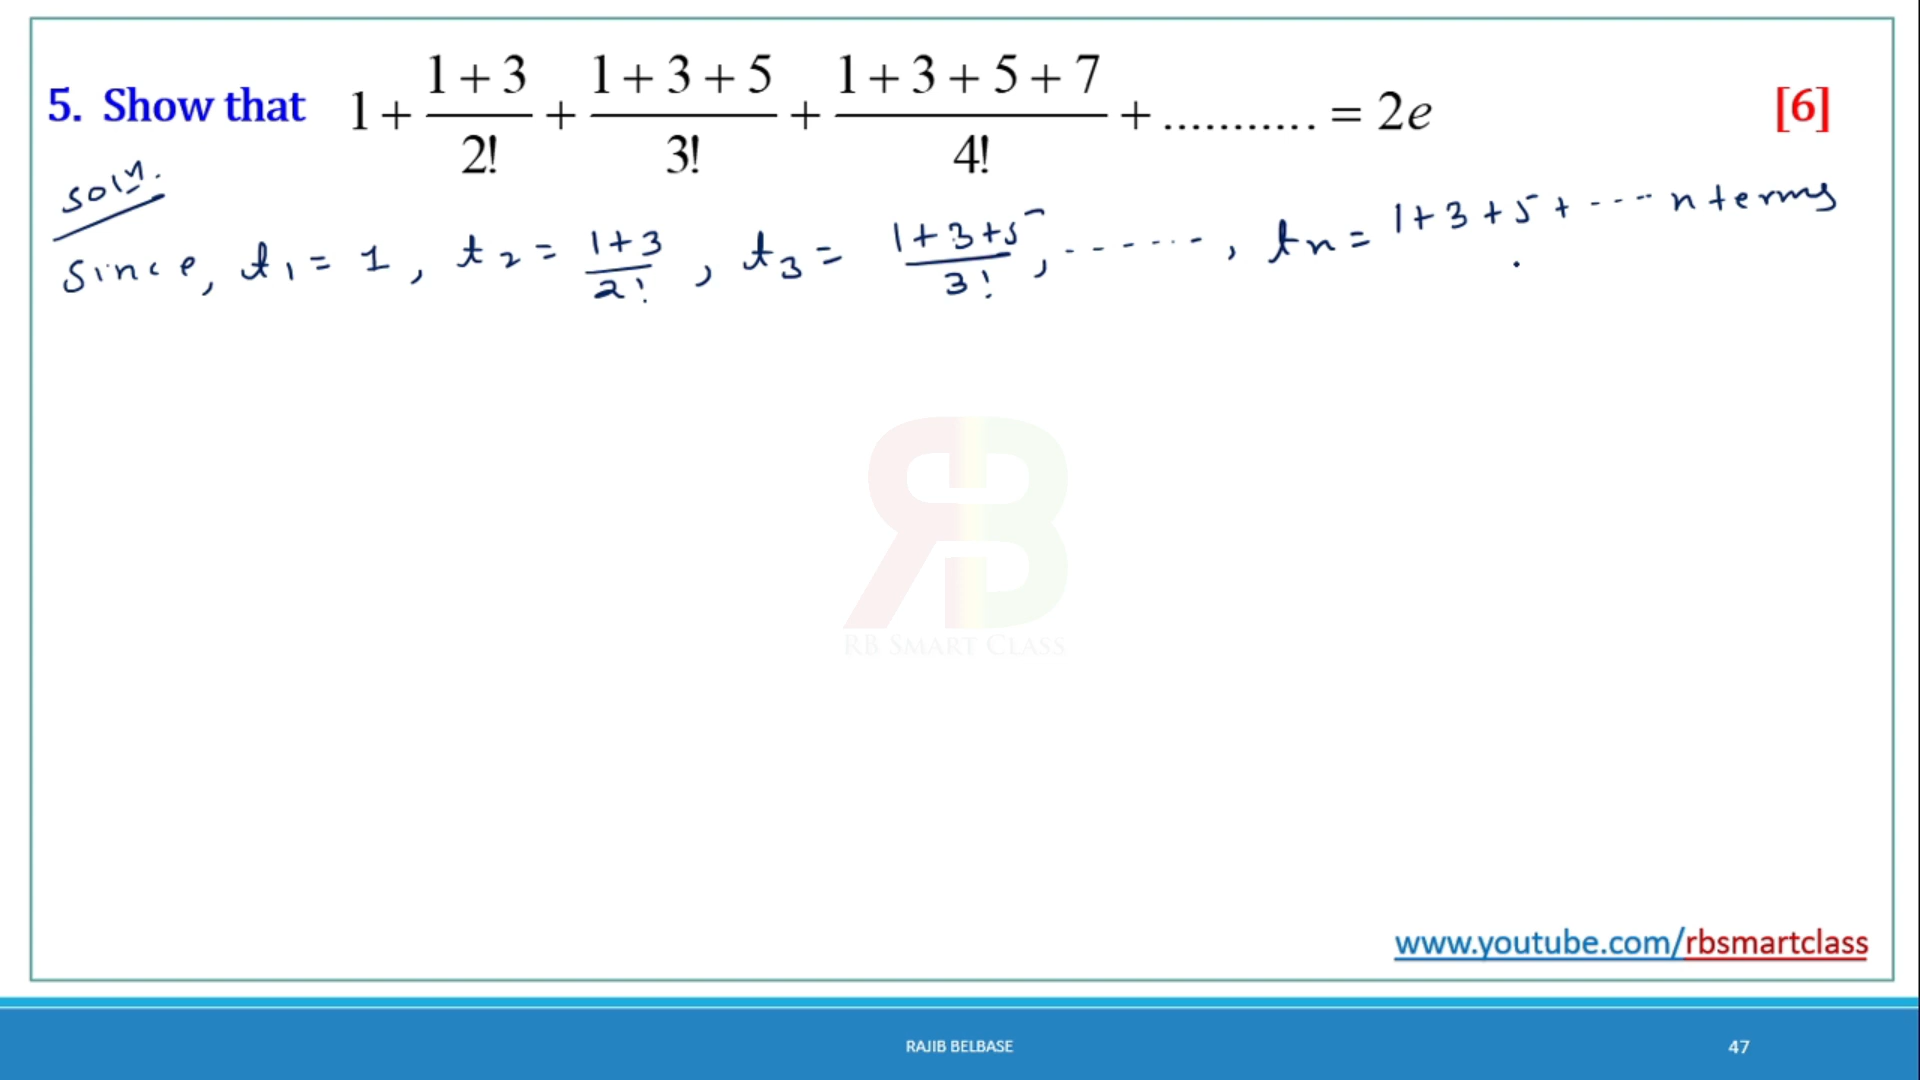 5. Show that 1 + (1+3)/2! + (1+3+5)/3! + (1+3+5+7)/4! + ........... = 2e [6]
soln.
Since, t₁ = 1, t₂ = (1+3)/2!, t₃ = (1+3+5)/3!, ------, tn = 1+3+5+ ---- n terms
RB SMART CLASS
www.youtube.com/rbsmartclass
RAJIB BELBASE 47